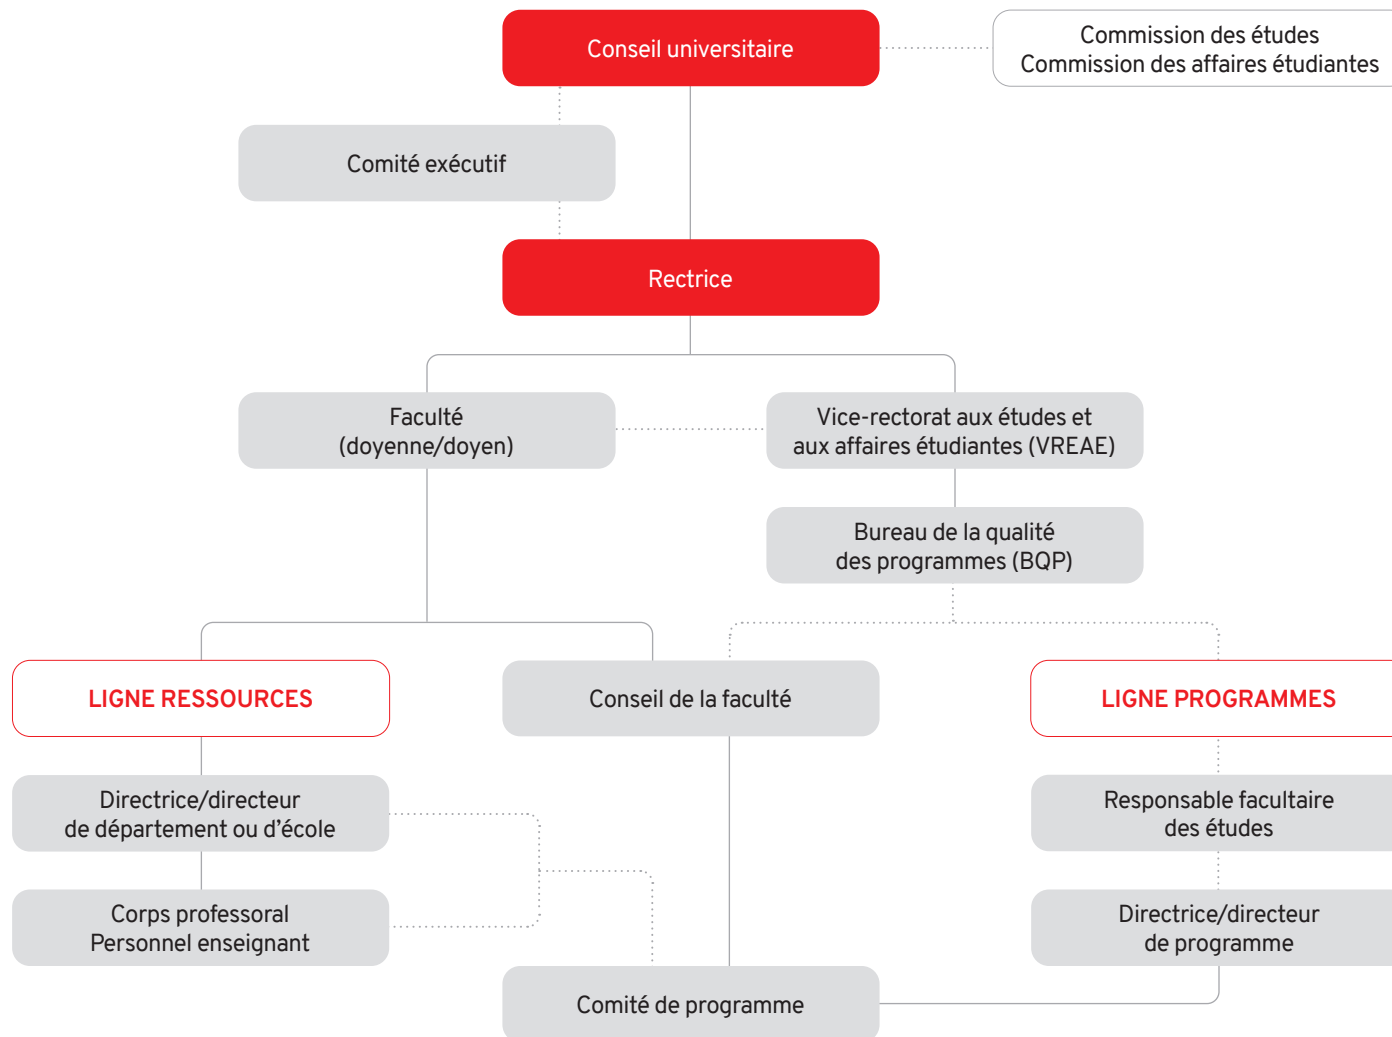 Conseil universitaire
Commission des études
Commission des affaires étudiantes
Comité exécutif
Rectrice
Faculté
(doyenne/doyen)
Vice-rectorat aux études et
aux affaires étudiantes (VREAE)
Bureau de la qualité
des programmes (BQP)
LIGNE RESSOURCES
Conseil de la faculté
LIGNE PROGRAMMES
Directrice/directeur
de département ou d’école
Responsable facultaire
des études
Corps professoral
Personnel enseignant
Directrice/directeur
de programme
Comité de programme